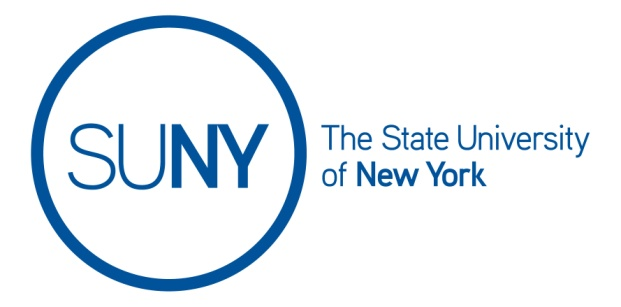 SUNY
The State University
of New York